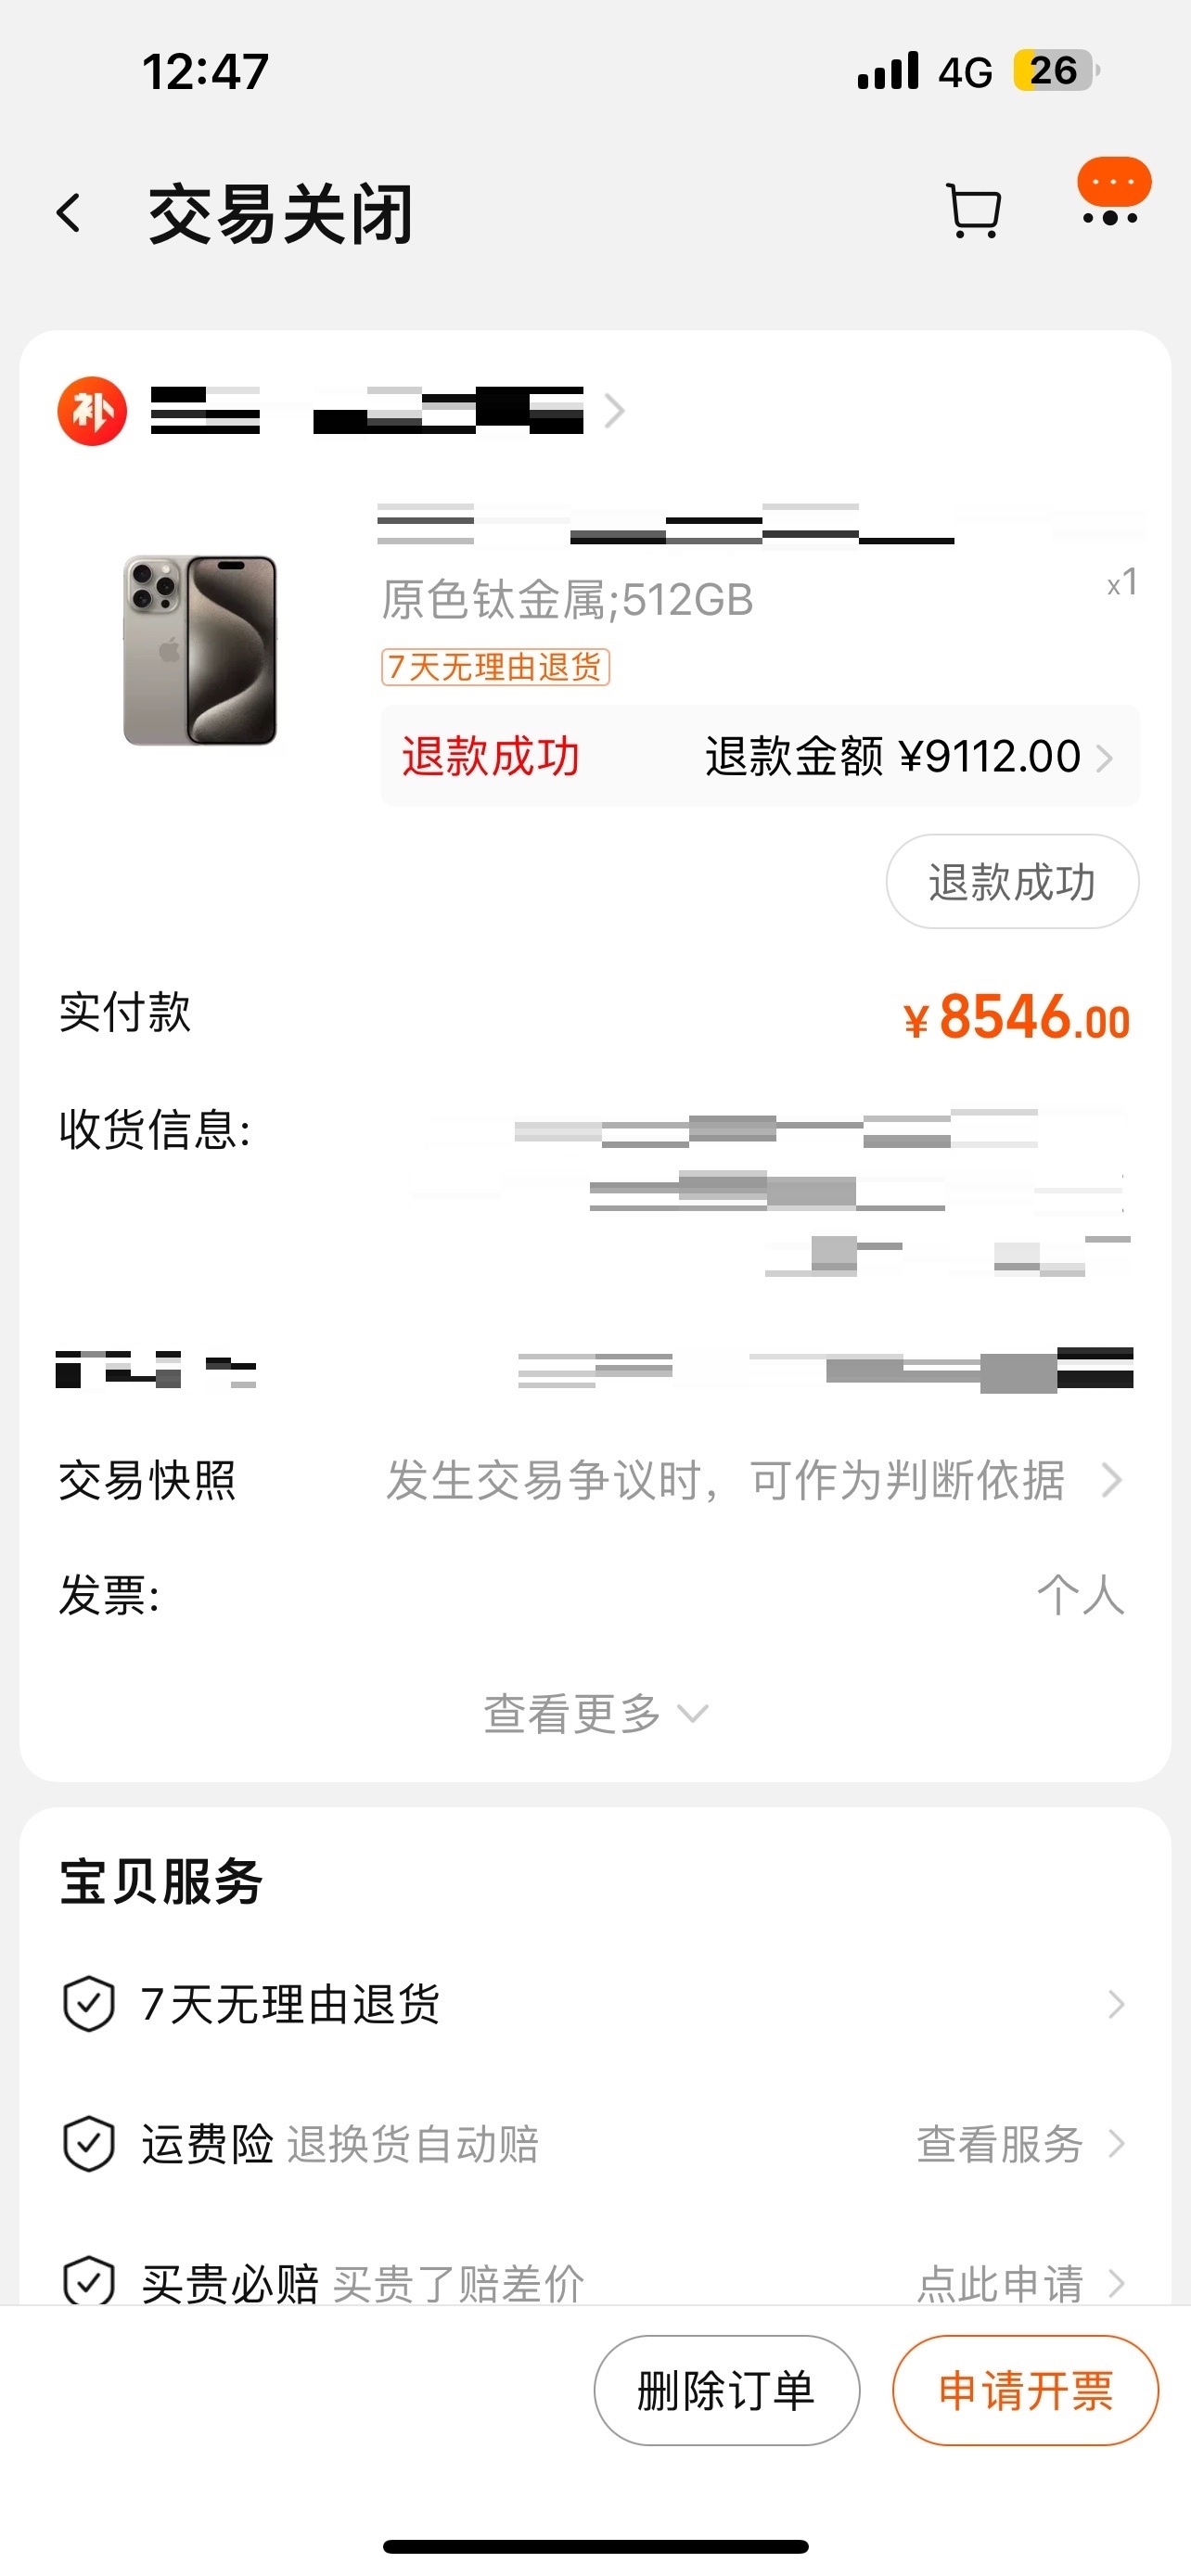 12:47
4G 26
交易关闭
补
原色钛金属;512GB
x1
7天无理由退货
退款成功 退款金额 ¥9112.00
退款成功
实付款 ¥8546.00
收货信息:
交易快照 发生交易争议时，可作为判断依据
发票: 个人
查看更多
宝贝服务
7天无理由退货
运费险 退换货自动赔 查看服务
买贵必赔 买贵了赔差价 点此申请
删除订单 申请开票